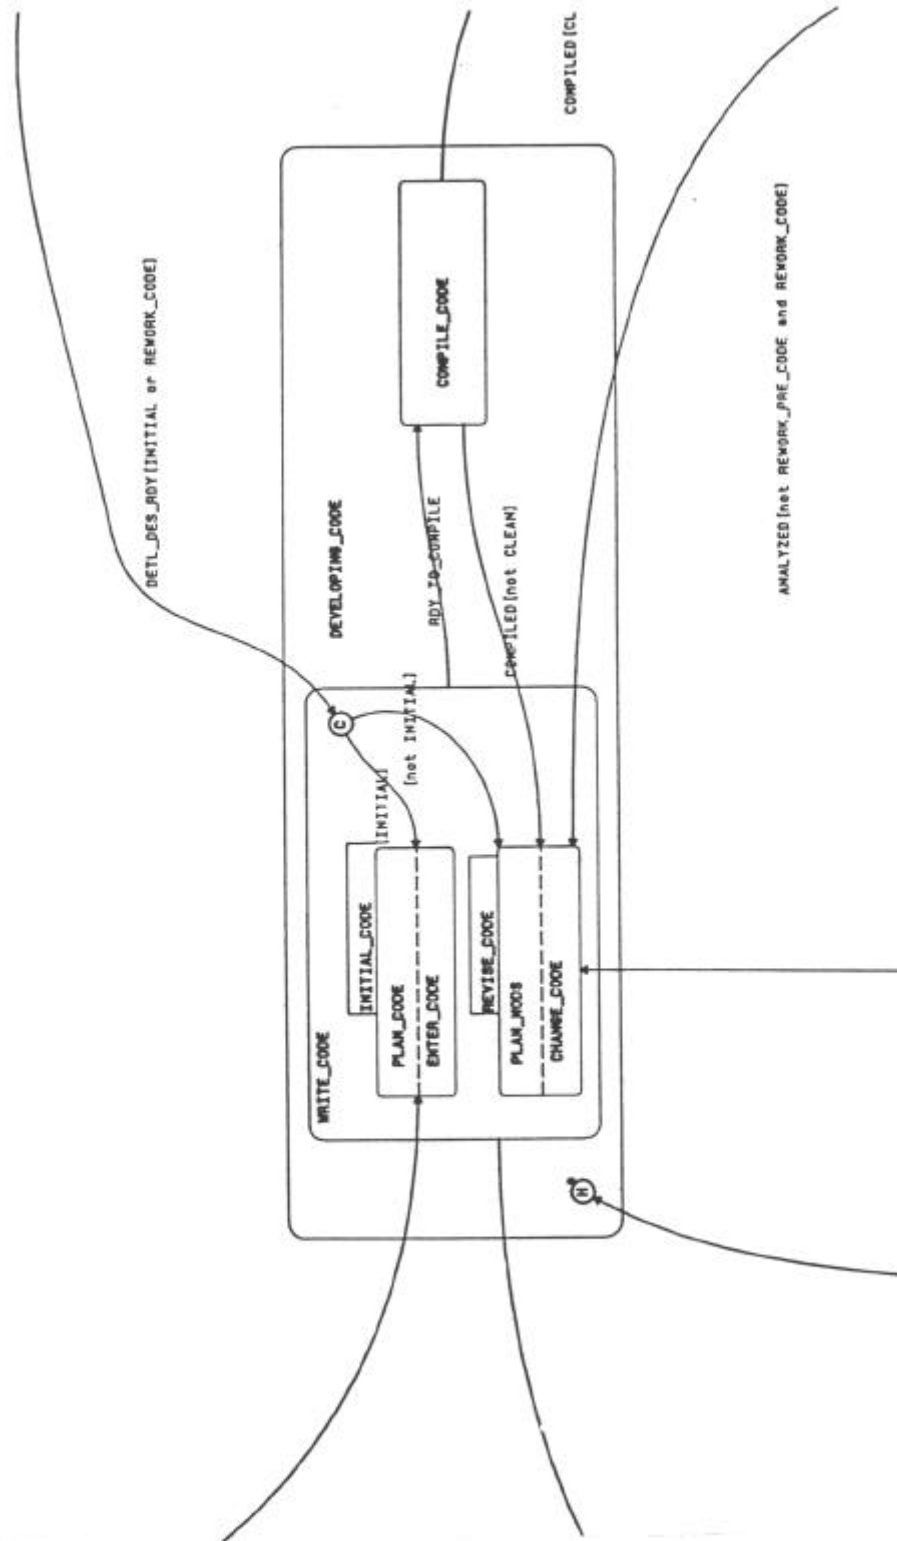 DETL_DES_RDY[INITIAL or REWORK_CODE]
COMPILED[CL
DEVELOPING_CODE
COMPILE_CODE
RDY_TO_COMPILE
COMPILED[not CLEAN]
WRITE_CODE
C
[INITIAL]
[not INITIAL]
INITIAL_CODE
PLAN_CODE
ENTER_CODE
REVISE_CODE
PLAN_MODS
CHANGE_CODE
H
ANALYZED[not REWORK_PRE_CODE and REWORK_CODE]